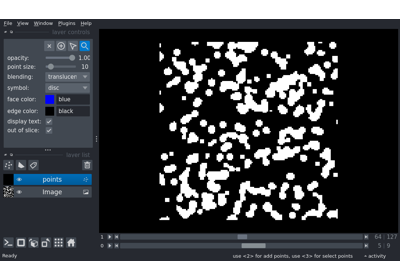 File View Window Plugins Help
layer controls
opacity: 1.00
point size: 10
blending: translucen
symbol: disc
face color: blue
edge color: black
display text:
out of slice:
layer list
points
Image
1 64 127
0 5 9
Ready use <2> for add points, use <3> for select points activity